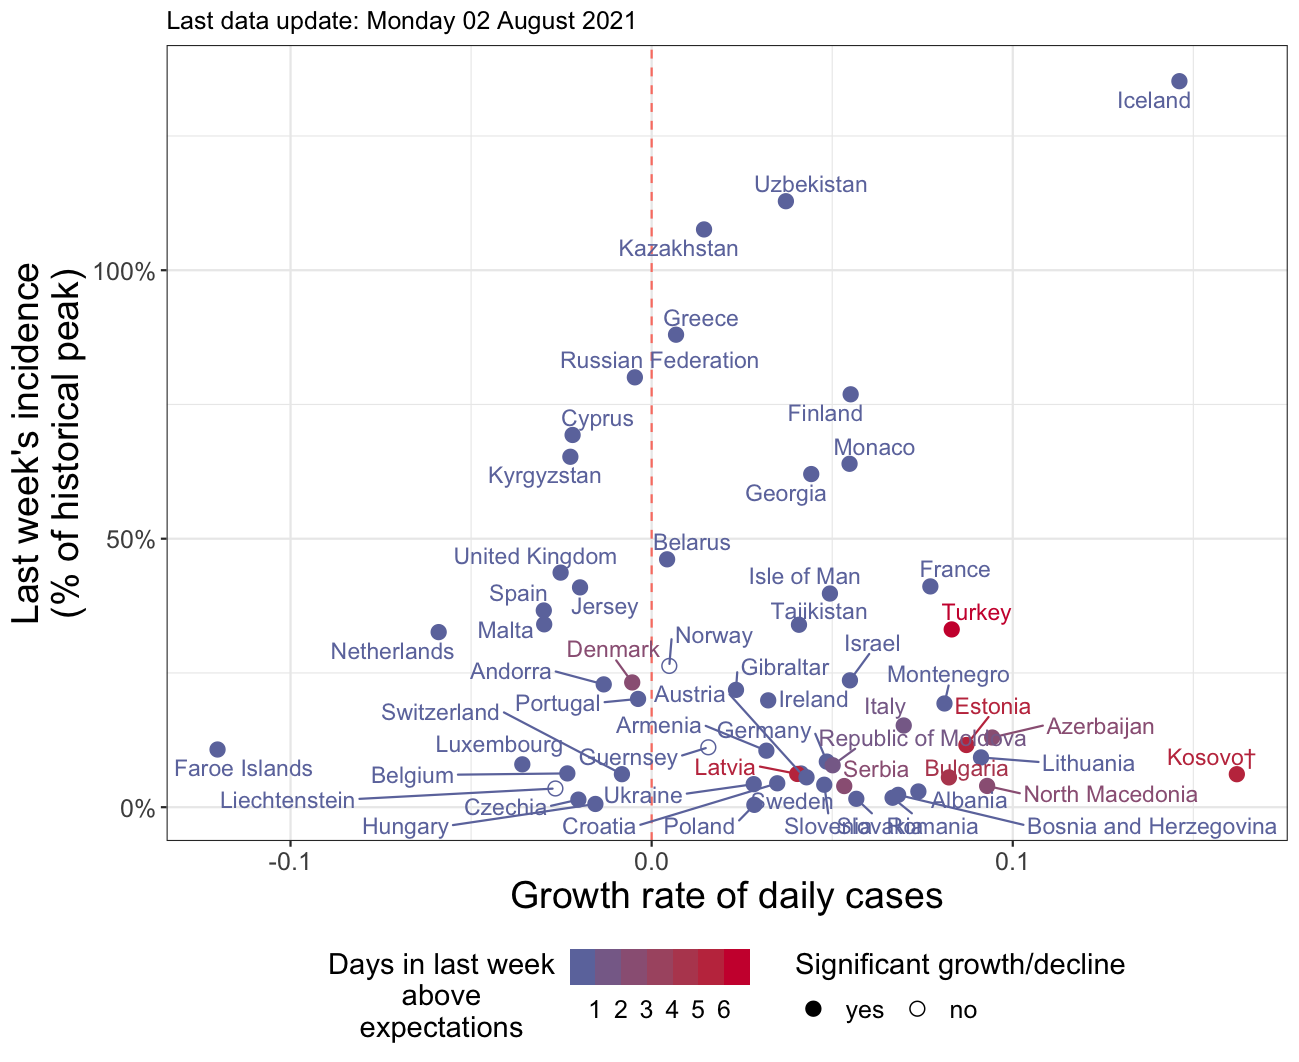 Last data update: Monday 02 August 2021
Iceland
Uzbekistan
Kazakhstan
100%
Greece
Russian Federation
Finland
Cyprus
Monaco
Kyrgyzstan
Georgia
Last week's incidence
(% of historical peak)
50%
Belarus
United Kingdom
Isle of Man
France
Spain
Jersey
Tajikistan
Turkey
Malta
Norway
Netherlands
Denmark
Israel
Andorra
Gibraltar
Montenegro
Portugal
Austria
Ireland
Italy
Estonia
Switzerland
Armenia
Germany
Azerbaijan
Luxembourg
Guernsey
Republic of Moldova
Kosovo†
Faroe Islands
Belgium
Latvia
Serbia
Bulgaria
Lithuania
Liechtenstein
Czechia
Ukraine
Sweden
Albania
North Macedonia
0%
Hungary
Croatia
Poland
Slovenia
Slovakia
Romania
Bosnia and Herzegovina
-0.1
0.0
0.1
Growth rate of daily cases
Days in last week
above
expectations
1 2 3 4 5 6
Significant growth/decline
yes
no